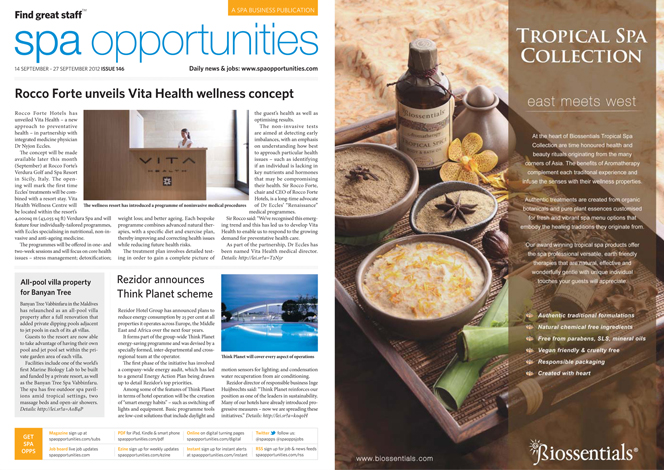 Find great staff™
A SPA BUSINESS PUBLICATION
spa opportunities
14 SEPTEMBER - 27 SEPTEMBER 2012 ISSUE 146
Daily news & jobs: www.spaopportunities.com
Rocco Forte unveils Vita Health wellness concept
Rocco Forte Hotels has
unveiled Vita Health – a new
approach to preventative
health – in partnership with
integrated medicine physician
Dr Nyjon Eccles.
The concept will be made
available later this month
(September) at Rocco Forte's
Verdura Golf and Spa Resort
in Sicily, Italy. The open-
ing will mark the first time
Eccles' treatments will be com-
bined with a resort stay. Vita
Health Wellness Centre will
be located within the resort's
4,000sq m (43,055 sq ft) Verdura Spa and will
feature four individually-tailored programmes,
with Eccles specialising in nutritional, non-in-
vasive and anti-ageing medicine.
The programmes will be offered in one- and
two-week sessions and will focus on core health
issues – stress management; detoxification,
VITA
HEALTH
The wellness resort has introduced a programme of noninvasive medical procedures
weight loss, and better ageing. Each bespoke
programme combines advanced natural ther-
apies, with a specific diet and exercise plan,
thereby improving and correcting health issues
while reducing future health risks.
The treatment plan involves detailed test-
ing in order to gain a complete picture of
the guest's health as well as
optimising results.
The non-invasive tests
are aimed at detecting early
imbalances, with an emphasis
on understanding how best
to approach particular health
issues – such as identifying
if an individual is lacking in
key nutrients and hormones
that may be compromising
their health. Sir Rocco Forte,
chair and CEO of Rocco Forte
Hotels, is a long-time advocate
of Dr Eccles' "Renaissance"
medical programmes.
Sir Rocco said: "We've recognised this emerg-
ing trend and this has led us to develop Vita
Health to enable us to respond to the growing
demand for preventative health care.
As part of the partnership, Dr Eccles has
been named Vita Health medical director.
All-pool villa property
for Banyan Tree
Banyan Tree Vabbinfaru in the Maldives
has relaunched as an all-pool villa
property after a full renovation that
added private dipping pools adjacent
to jet pools in each of its 48 villas.
Guests to the resort are now able
to take advantage of having their own
pool and jet pool set within the pri-
vate garden area of each villa.
Facilities include one of the world's
first Marine Biology Lab to be built
and funded by a private resort, as well
as the Banyan Tree Spa Vabbinfaru.
The spa has five outdoor spa pavil-
ions amid tropical settings, two
massage beds and open-air showers.
Rezidor announces
Think Planet scheme
Rezidor Hotel Group has announced plans to
reduce energy consumption by 25 per cent at all
properties it operates across Europe, the Middle
East and Africa over the next four years.
It forms part of the group-wide Think Planet
energy-saving programme and was devised by a
specially formed, inter-departmental and cross-
regional team at the operator.
The first phase of the initiative has involved
a company-wide energy audit, which has led
to a general Energy Action Plan being drawn
up to detail Rezidor's top priorities.
Among some of the features of Think Planet
in terms of hotel operation will be the creation
of "smart energy habits" – such as switching off
lights and equipment. Basic programme tools
are low-cost solutions that include daylight and
Think Planet will cover every aspect of operations
motion sensors for lighting; and condensation
water recuperation from air conditioning.
Rezidor director of responsible business Inge
Huijbrechts said: "Think Planet reinforces our
position as one of the leaders in sustainability.
Many of our hotels have already introduced pro-
gressive measures – now we are spreading these
GET
SPA
OPPS
Magazine sign up at
spaopportunities.com/subs
Job board live job updates
spaopportunities.com
PDF for iPad, Kindle & smart phone
spaopportunities.com/pdf
Ezine sign up for weekly updates
spaopportunities.com/ezine
Online on digital turning pages
spaopportunities.com/digital
Instant sign up for instant alerts at
spaopportunities.com/instant
Twitter follow us:
@spaopps @spaoppsjobs
RSS sign up for job & news feeds
spaopportunities.com/rss
TROPICAL SPA
COLLECTION
east meets west
At the heart of Biossentials Tropical Spa
Collection are time honoured health and
beauty rituals originating from the many
corners of Asia. The benefits of Aromatherapy
complement each traditional experience and
infuse the senses with their wellness properties.
Authentic treatments are created from organic
botanicals and pure plant essences customised
for fresh and vibrant spa menu options that
embody the healing traditions they originate from.
Our award winning tropical spa products offer
the spa professional versatile, earth friendly
therapies that are natural, effective and
wonderfully gentle with unique individual
touches your guests will appreciate.
Authentic traditional formulations
Natural chemical free ingredients
Free from parabens, SLS, mineral oils
Vegan friendly & cruelty free
Responsible packaging
Created with heart
Biossentials
www.biossentials.com
Biossentials®